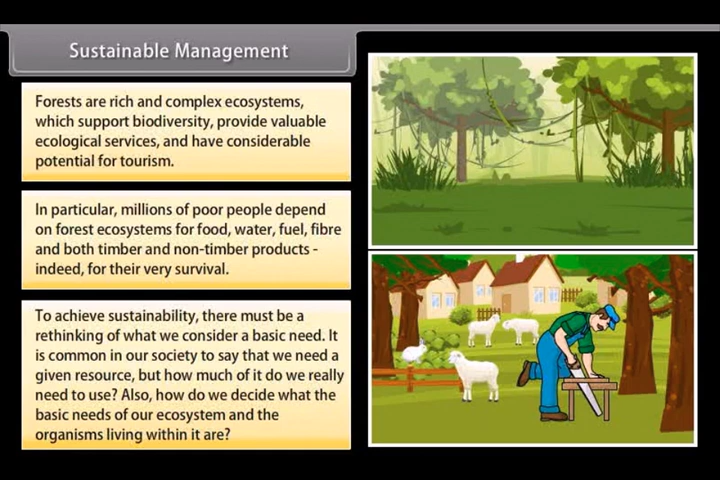 Sustainable Management
Forests are rich and complex ecosystems,
which support biodiversity, provide valuable
ecological services, and have considerable
potential for tourism.
In particular, millions of poor people depend
on forest ecosystems for food, water, fuel, fibre
and both timber and non-timber products -
indeed, for their very survival.
To achieve sustainability, there must be a
rethinking of what we consider a basic need. It
is common in our society to say that we need a
given resource, but how much of it do we really
need to use? Also, how do we decide what the
basic needs of our ecosystem and the
organisms living within it are?